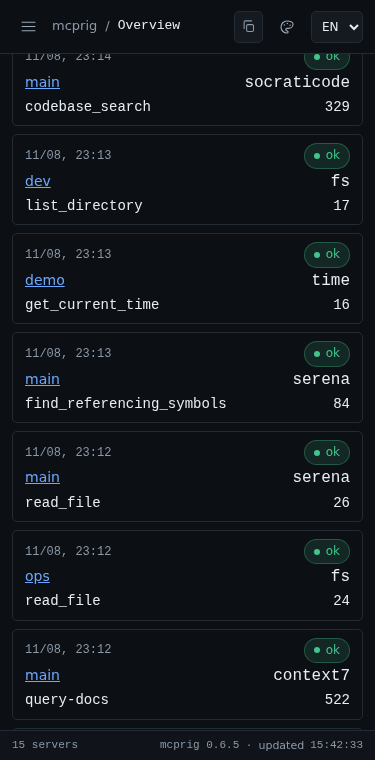 mcprig / Overview EN
11/08, 23:14 ok
main socraticode
codebase_search 329
11/08, 23:13 ok
dev fs
list_directory 17
11/08, 23:13 ok
demo time
get_current_time 16
11/08, 23:13 ok
main serena
find_referencing_symbols 84
11/08, 23:12 ok
main serena
read_file 26
11/08, 23:12 ok
ops fs
read_file 24
11/08, 23:12 ok
main context7
query-docs 522
15 servers mcprig 0.6.5 · updated 15:42:33